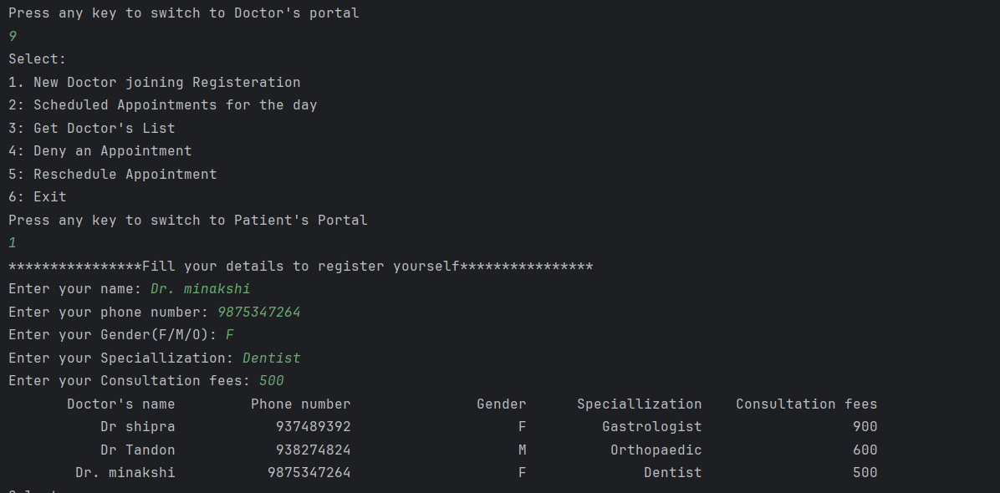 Press any key to switch to Doctor's portal
9
Select:
1. New Doctor joining Registeration
2: Scheduled Appointments for the day
3: Get Doctor's List
4: Deny an Appointment
5: Reschedule Appointment
6: Exit
Press any key to switch to Patient's Portal
1
****************Fill your details to register yourself****************
Enter your name: Dr. minakshi
Enter your phone number: 9875347264
Enter your Gender(F/M/O): F
Enter your Speciallization: Dentist
Enter your Consultation fees: 500
Doctor's name Phone number Gender Speciallization Consultation fees
Dr shipra 937489392 F Gastrologist 900
Dr Tandon 938274824 M Orthopaedic 600
Dr. minakshi 9875347264 F Dentist 500